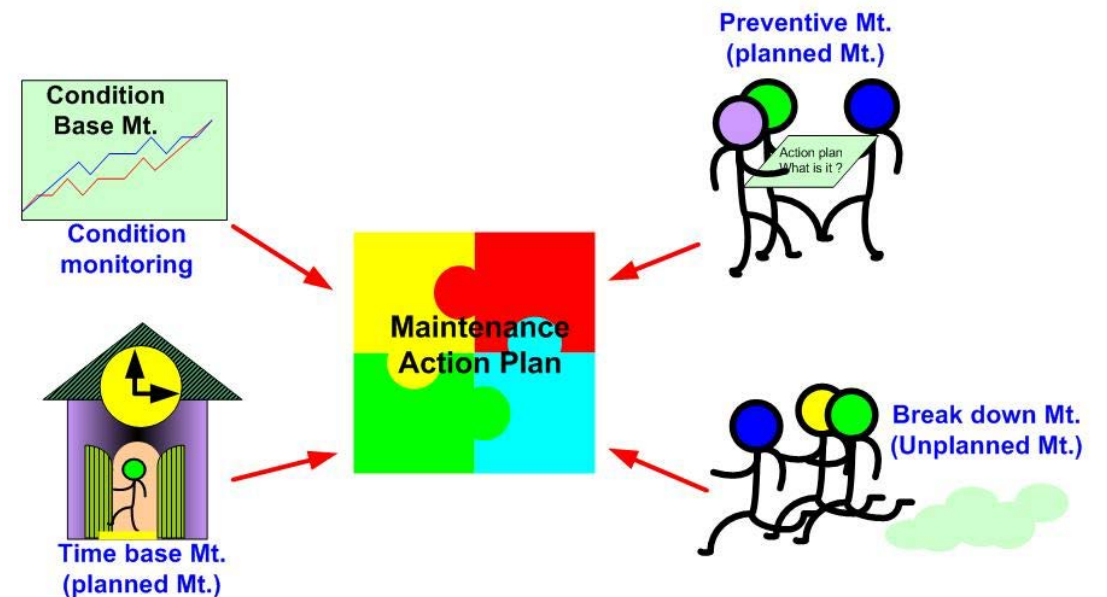 Condition
Base Mt.
Condition
monitoring
Preventive Mt.
(planned Mt.)
Action plan
What is it ?
Maintenance
Action Plan
Time base Mt.
(planned Mt.)
Break down Mt.
(Unplanned Mt.)